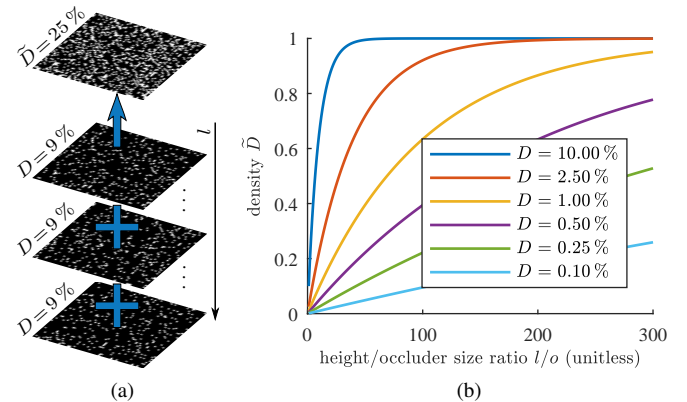 D̃ = 25 %
D = 9 %
D = 9 %
D = 9 %
l
density D̃
1
0.8
0.6
0.4
0.2
0
D = 10.00 %
D = 2.50 %
D = 1.00 %
D = 0.50 %
D = 0.25 %
D = 0.10 %
0 100 200 300
height/occluder size ratio l/o (unitless)
(a) (b)